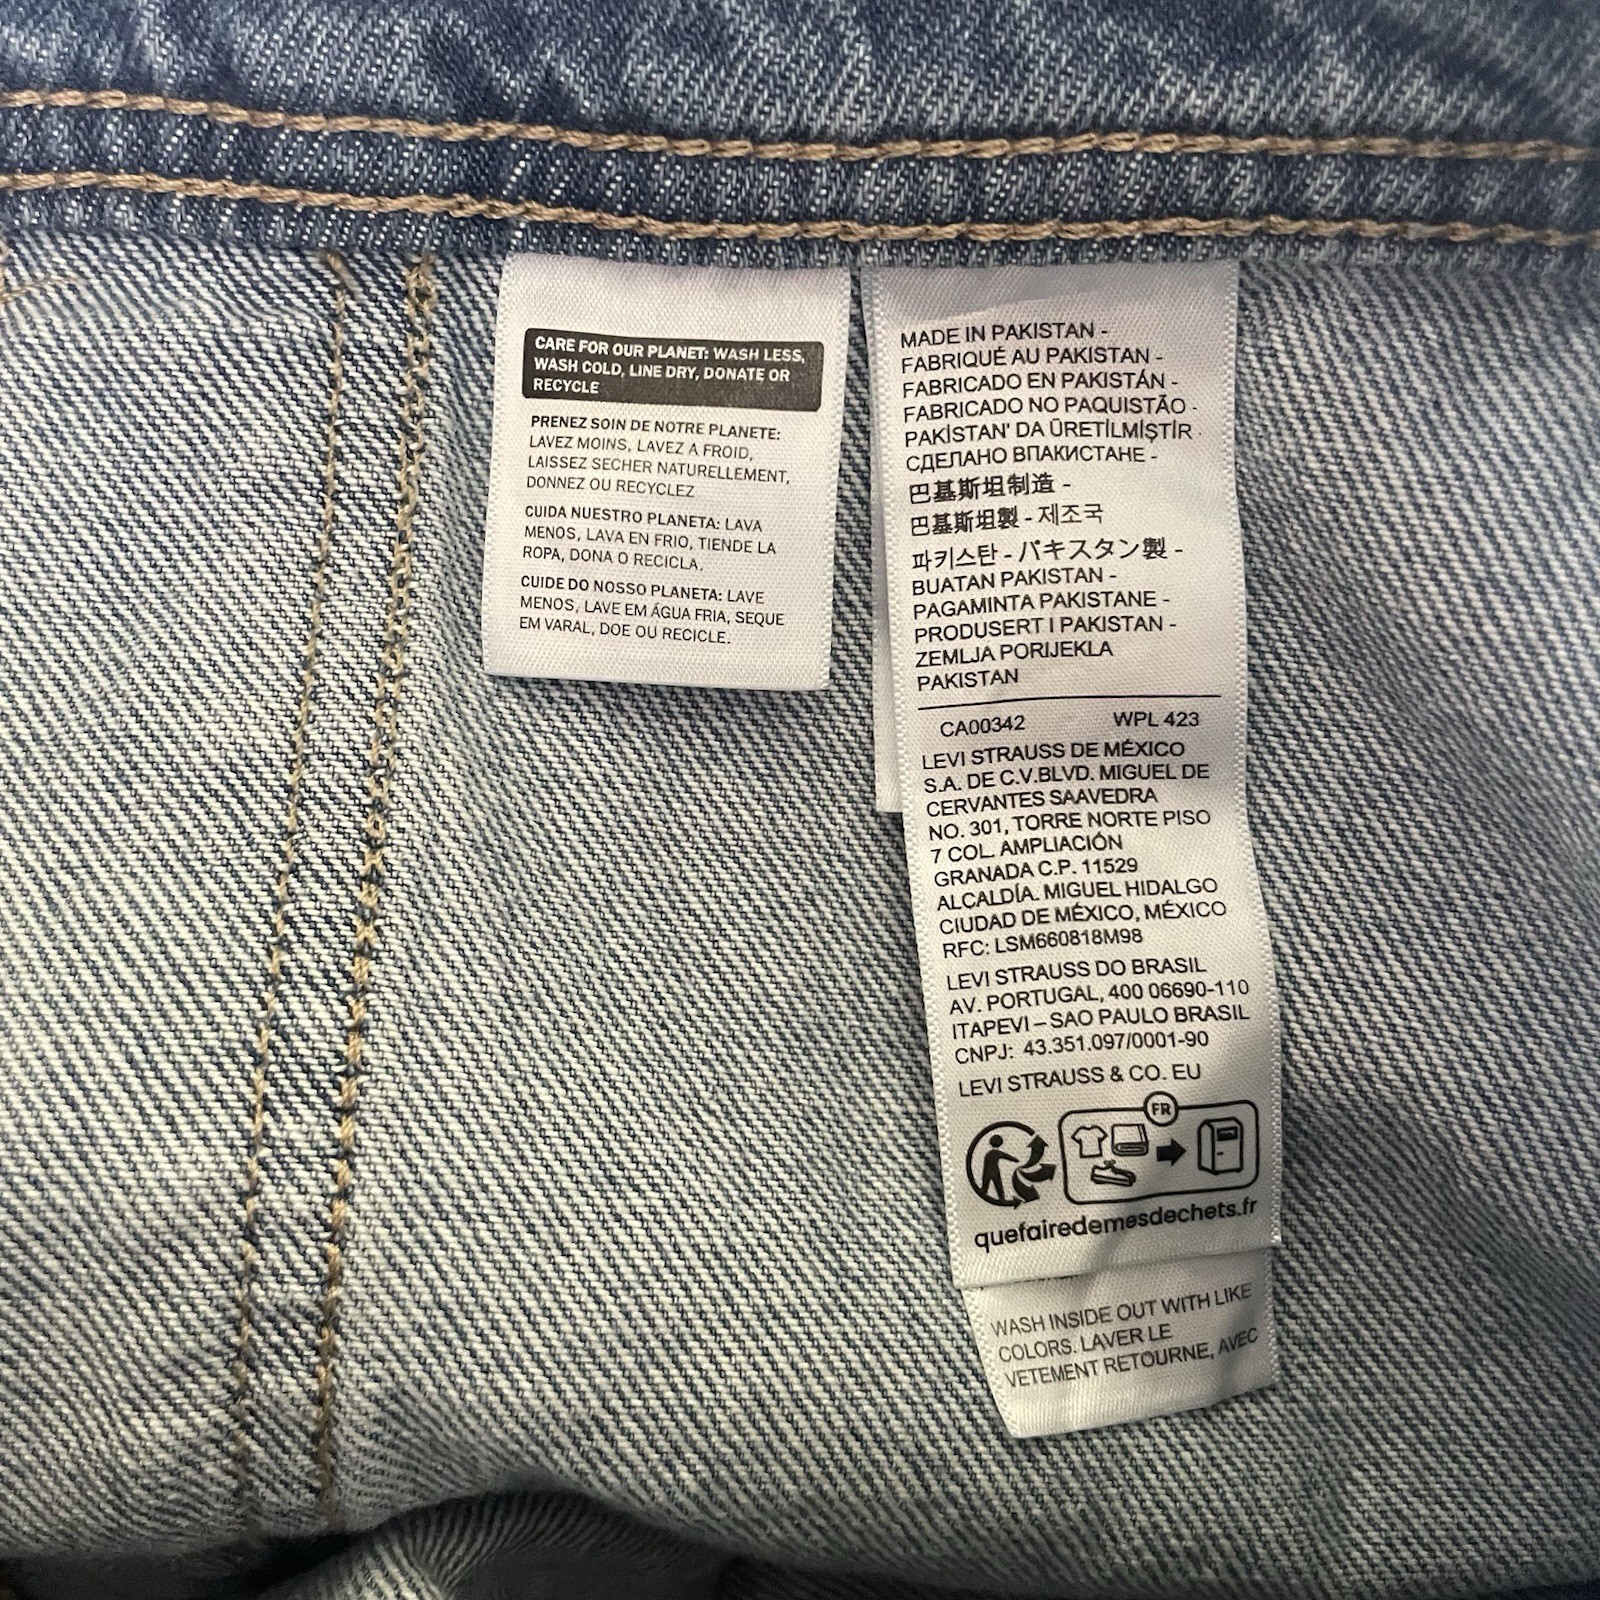 CARE FOR OUR PLANET: WASH LESS,
WASH COLD, LINE DRY, DONATE OR
RECYCLE
PRENEZ SOIN DE NOTRE PLANETE:
LAVEZ MOINS, LAVEZ A FROID,
LAISSEZ SECHER NATURELLEMENT,
DONNEZ OU RECYCLEZ
CUIDA NUESTRO PLANETA: LAVA
MENOS, LAVA EN FRIO, TIENDE LA
ROPA, DONA O RECICLA.
CUIDE DO NOSSO PLANETA: LAVE
MENOS, LAVE EM ÁGUA FRIA, SEQUE
EM VARAL, DOE OU RECICLE.
MADE IN PAKISTAN -
FABRIQUÉ AU PAKISTAN -
FABRICADO EN PAKISTÁN -
FABRICADO NO PAQUISTÃO -
PAKİSTAN' DA ÜRETİLMİŞTİR -
СДЕЛАНО ВПАКИСТАНЕ -
巴基斯坦制造 -
巴基斯坦製 - 제조국
파키스탄 - パキスタン製 -
BUATAN PAKISTAN -
PAGAMINTA PAKISTANE -
PRODUSERT I PAKISTAN -
ZEMLJA PORIJEKLA
PAKISTAN
CA00342 WPL 423
LEVI STRAUSS DE MÉXICO
S.A. DE C.V.BLVD. MIGUEL DE
CERVANTES SAAVEDRA
NO. 301, TORRE NORTE PISO
7 COL. AMPLIACIÓN
GRANADA C.P. 11529
ALCALDÍA. MIGUEL HIDALGO
CIUDAD DE MÉXICO, MÉXICO
RFC: LSM660818M98
LEVI STRAUSS DO BRASIL
AV. PORTUGAL, 400 06690-110
ITAPEVI – SAO PAULO BRASIL
CNPJ: 43.351.097/0001-90
LEVI STRAUSS & CO. EU
FR
quefairedemesdechets.fr
WASH INSIDE OUT WITH LIKE
COLORS. LAVER LE
VETEMENT RETOURNE, AVEC